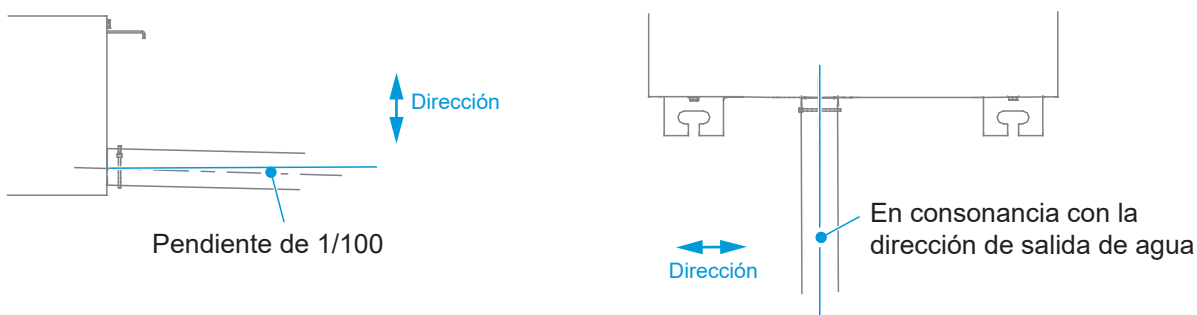 Dirección
Pendiente de 1/100
En consonancia con la
dirección de salida de agua
Dirección